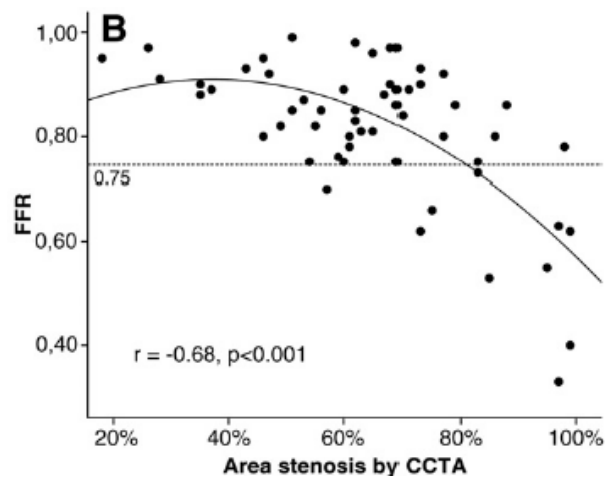 B
1,00
0,80
0.75
0,60
0,40
FFR
r = -0.68, p<0.001
20%
40%
60%
80%
100%
Area stenosis by CCTA